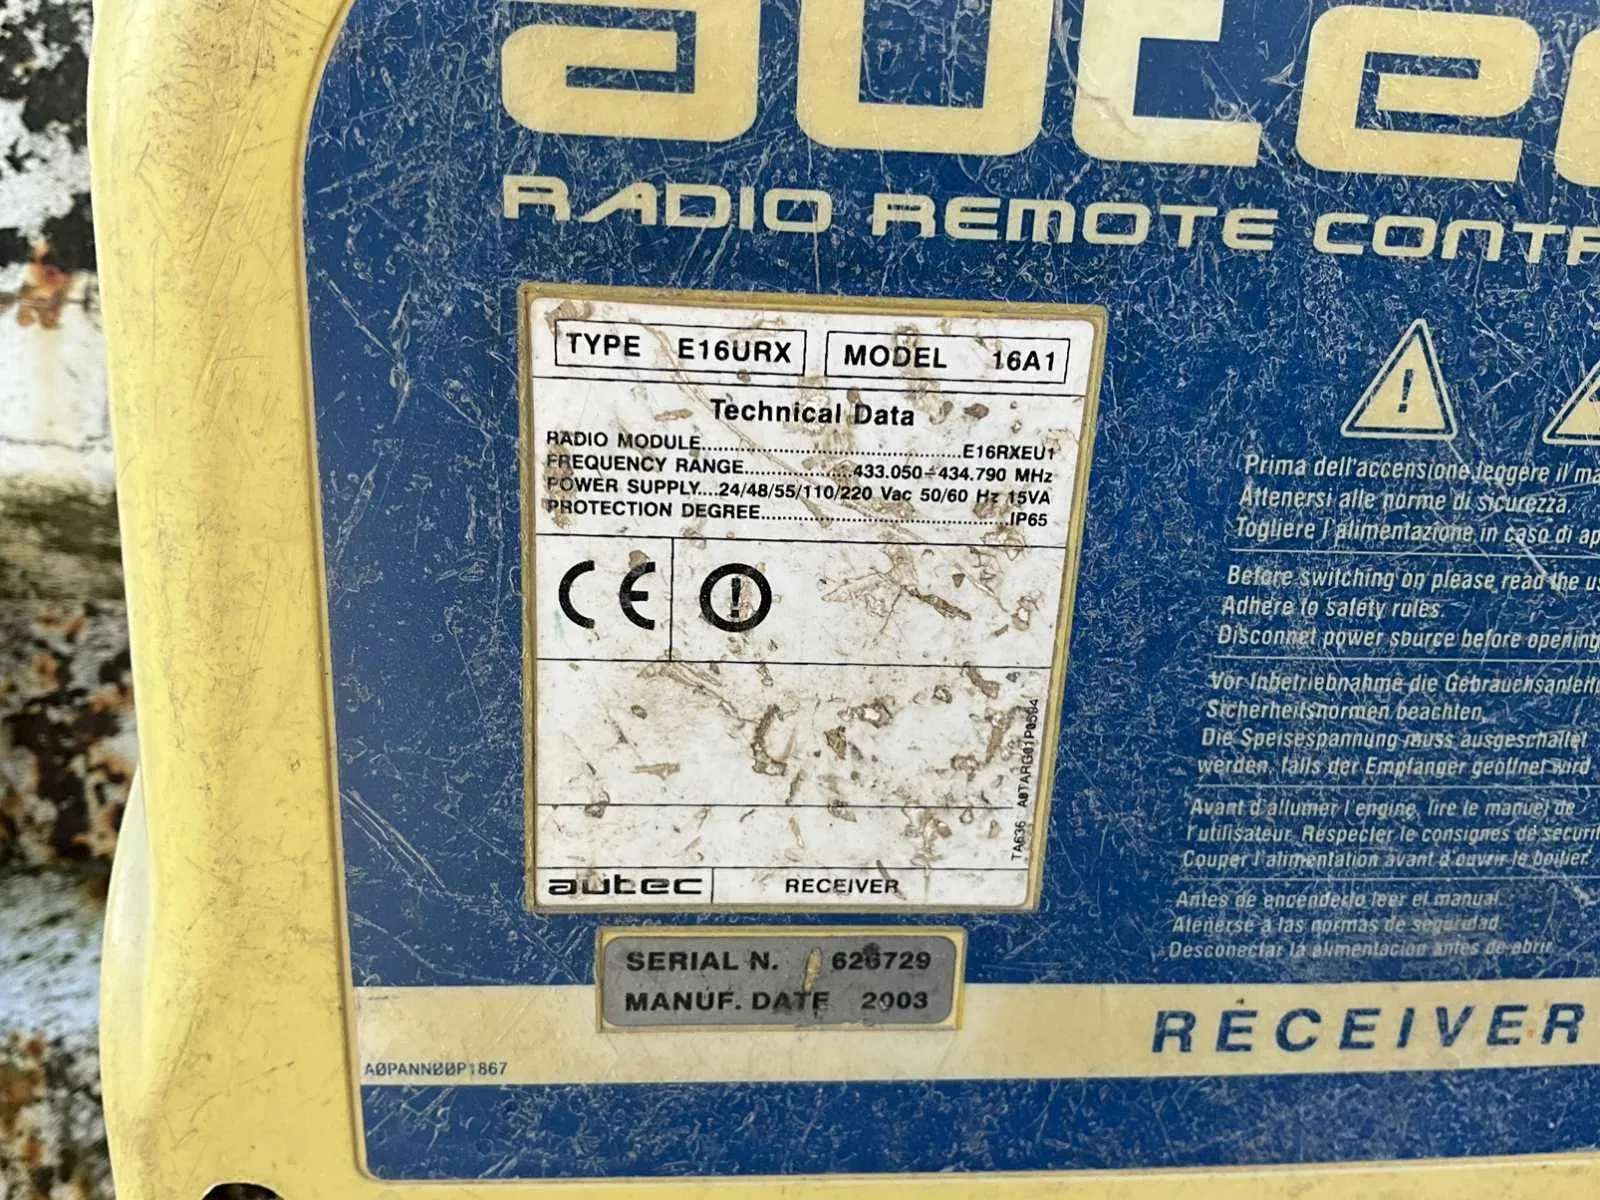 autec
RADIO REMOTE CONTR
TYPE E16URX MODEL 16A1
Technical Data
RADIO MODULE..........E16RXEU1
FREQUENCY RANGE..........433.050÷434.790 MHz
POWER SUPPLY....24/48/55/110/220 Vac 50/60 Hz 15VA
PROTECTION DEGREE..........IP65
CE
!
TA636 A0TARG01P0504
autec RECEIVER
SERIAL N. 626729
MANUF. DATE 2003
A0PANN00P1867
!
Prima dell'accensione leggere il ma
Attenersi alle norme di sicurezza.
Togliere l'alimentazione in caso di ap
Before switching on please read the us
Adhere to safety rules.
Disconnet power source before opening
Vor Inbetriebnahme die Gebrauchsanleit
Sicherheitsnormen beachten.
Die Speisespannung muss ausgeschaltet
werden, falls der Empfanger geöffnet wird
Avant d'allumer l'engine, lire le manuel de
l'utilisateur. Respecter le consignes de sécurit
Couper l'alimentation avant d'ouvrir le boitier.
Antes de encenderlo leer el manual.
Atenerse a las normas de seguridad.
Desconectar la alimentacion antes de abrir
RECEIVER